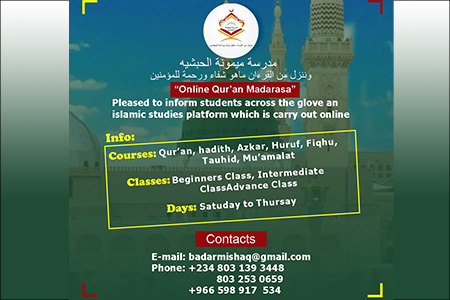 مدرسة ميمونة الحبشيه
وننزل من القرءان ماهو شفاء ورحمة للمؤمنين
“Online Qur’an Madarasa”
Pleased to inform students across the glove an
islamic studies platform which is carry out online
Info:
Courses: Qur’an, hadith, Azkar, Huruf, Fiqhu,
Tauhid, Mu’amalat
Classes: Beginners Class, Intermediate
ClassAdvance Class
Days: Satuday to Thursay
Contacts
E-mail: badarmishaq@gmail.com
Phone: +234 803 139 3448
803 253 0659
+966 598 917 534